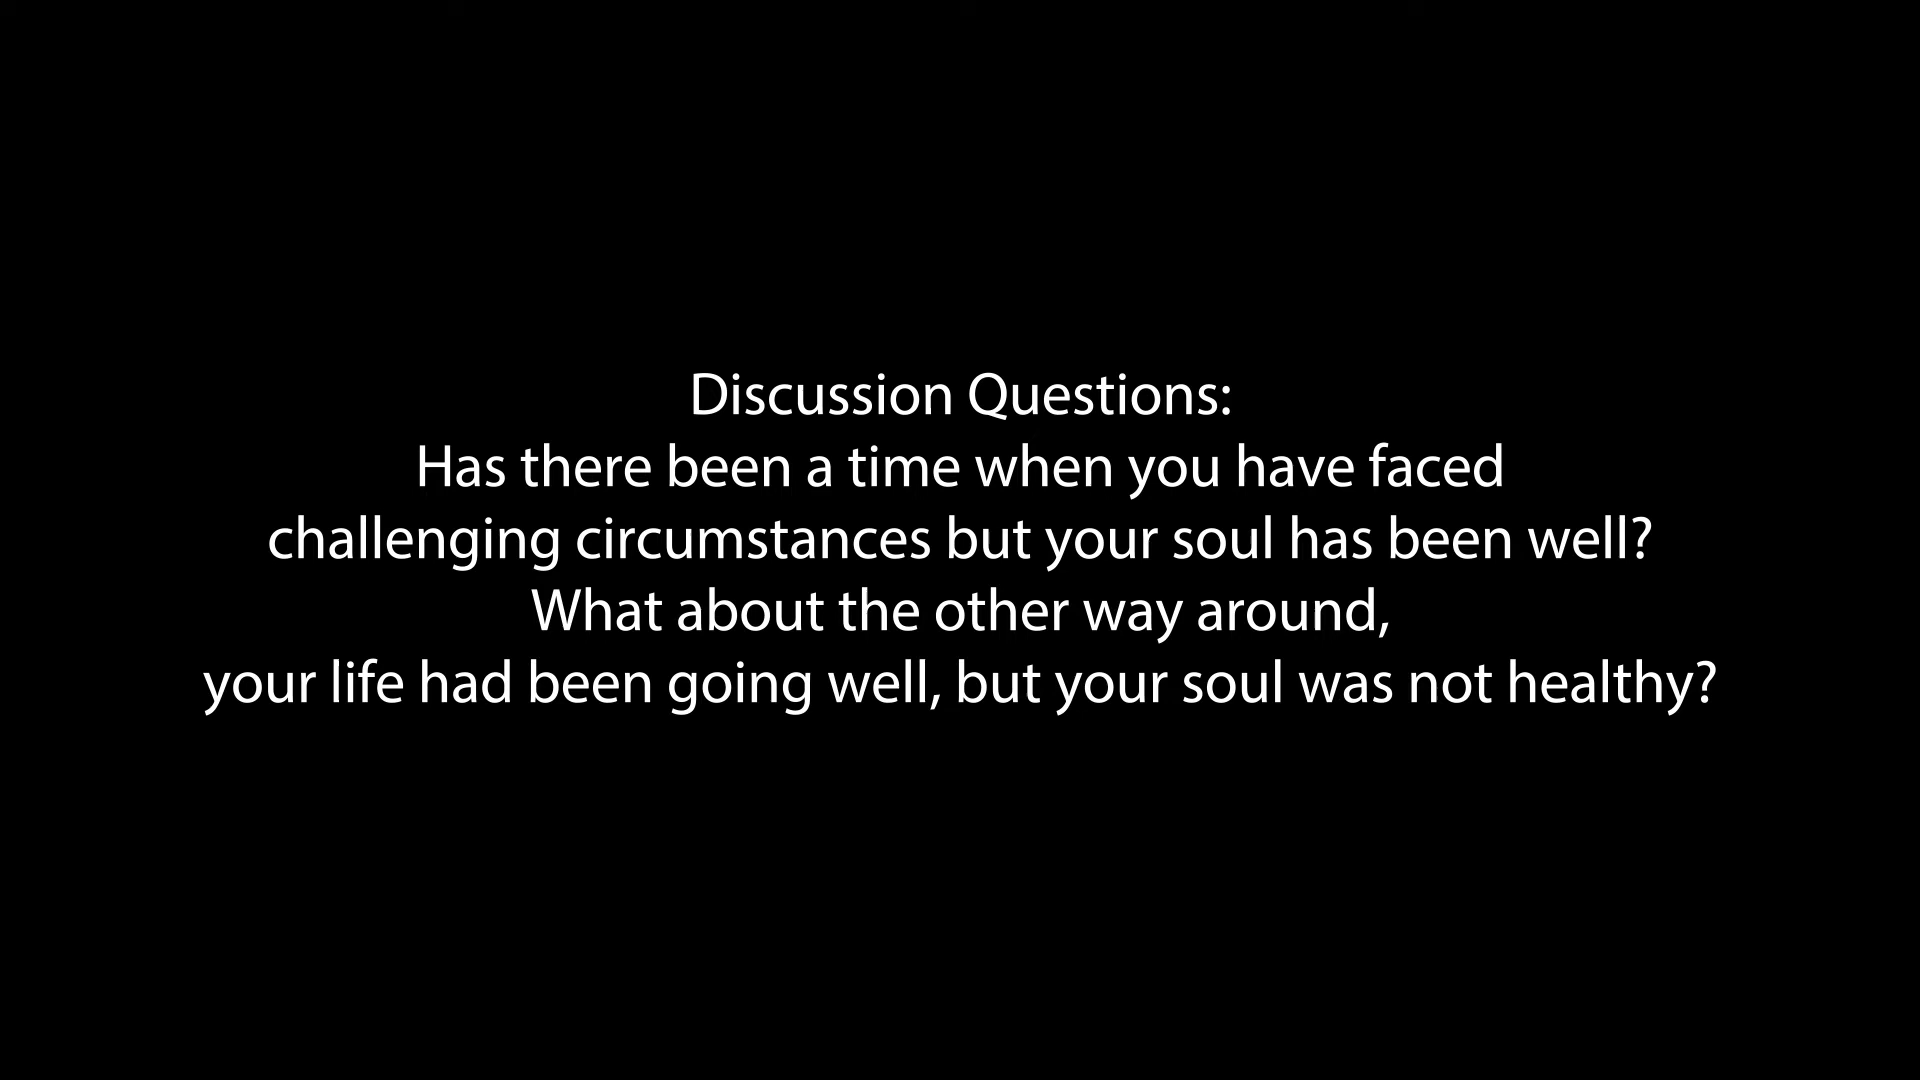 Discussion Questions:
Has there been a time when you have faced
challenging circumstances but your soul has been well?
What about the other way around,
your life had been going well, but your soul was not healthy?